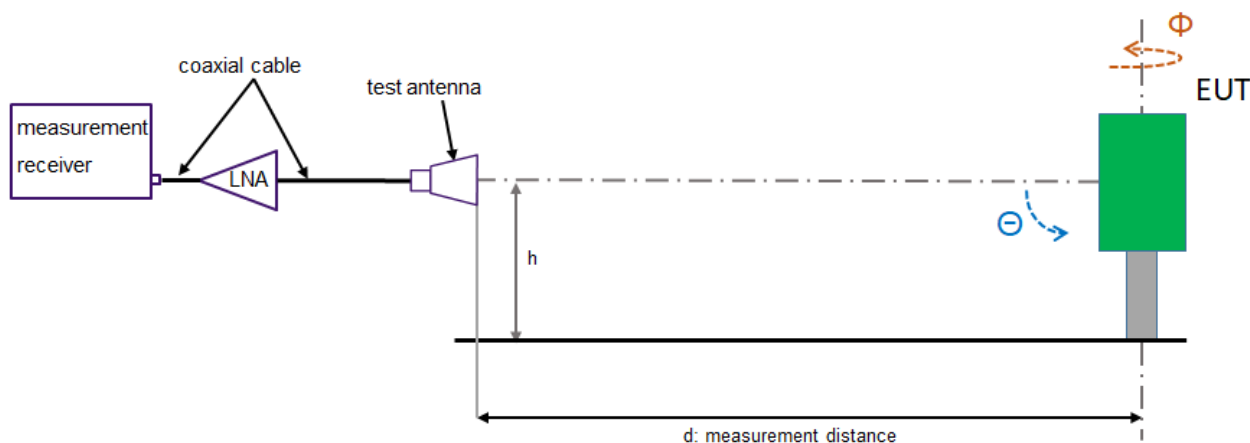 Φ
coaxial cable
test antenna
EUT
measurement
receiver
LNA
Θ
h
d: measurement distance